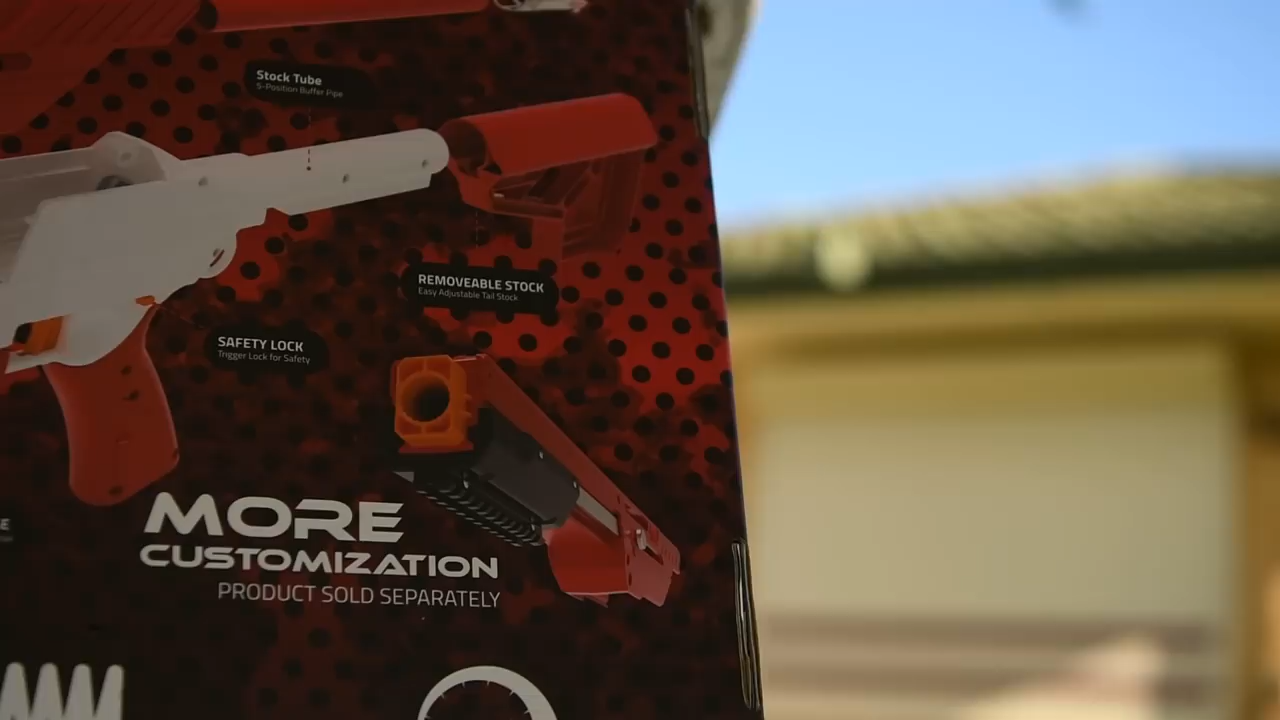 Stock Tube
5-Position Buffer Pipe
REMOVEABLE STOCK
Easy Adjustable Tail Stock
SAFETY LOCK
Trigger Lock for Safety
MORE
CUSTOMIZATION
PRODUCT SOLD SEPARATELY